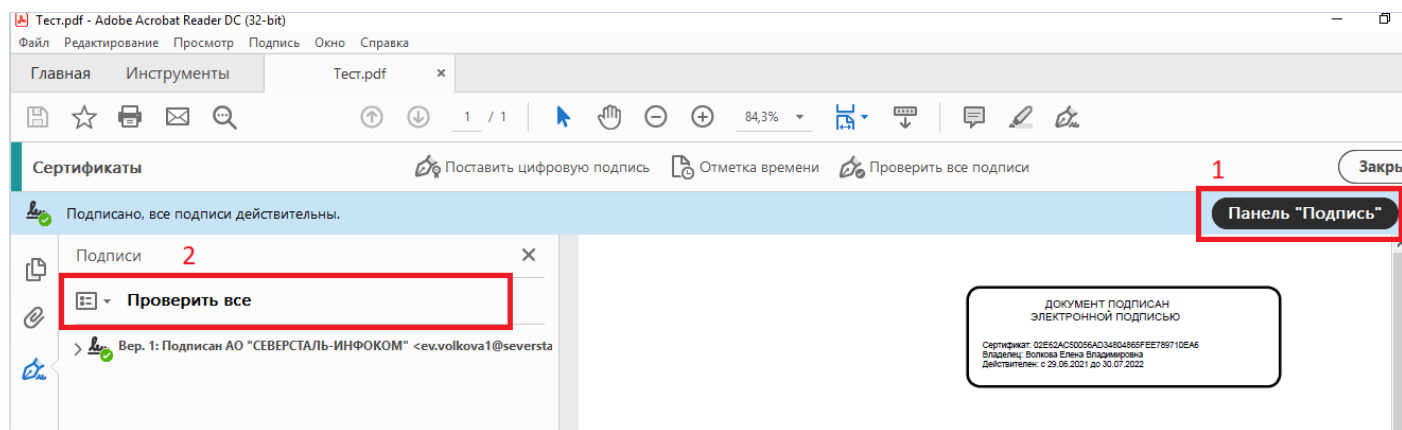 Тест.pdf - Adobe Acrobat Reader DC (32-bit)
Файл Редактирование Просмотр Подпись Окно Справка
Главная Инструменты Тест.pdf ×
1 / 1 84,3%
Сертификаты Поставить цифровую подпись Отметка времени Проверить все подписи 1 Закры
Подписано, все подписи действительны. Панель "Подпись"
Подписи 2
Проверить все
Вер. 1: Подписан АО "СЕВЕРСТАЛЬ-ИНФОКОМ" <ev.volkova1@seversta
ДОКУМЕНТ ПОДПИСАН
ЭЛЕКТРОННОЙ ПОДПИСЬЮ
Сертификат: 02E62AC50056AD34804865FEE789710EA6
Владелец: Волкова Елена Владимировна
Действителен: с 29.06.2021 до 30.07.2022